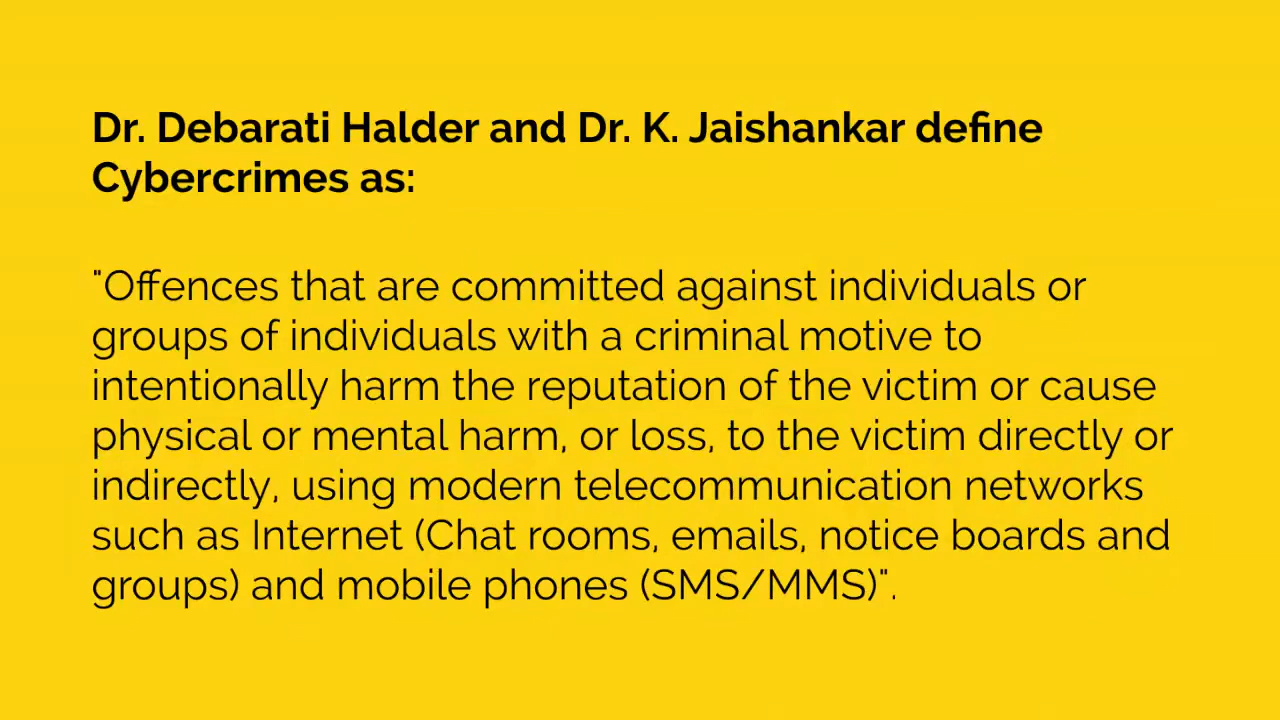 Dr. Debarati Halder and Dr. K. Jaishankar define
Cybercrimes as:
"Offences that are committed against individuals or
groups of individuals with a criminal motive to
intentionally harm the reputation of the victim or cause
physical or mental harm, or loss, to the victim directly or
indirectly, using modern telecommunication networks
such as Internet (Chat rooms, emails, notice boards and
groups) and mobile phones (SMS/MMS)".